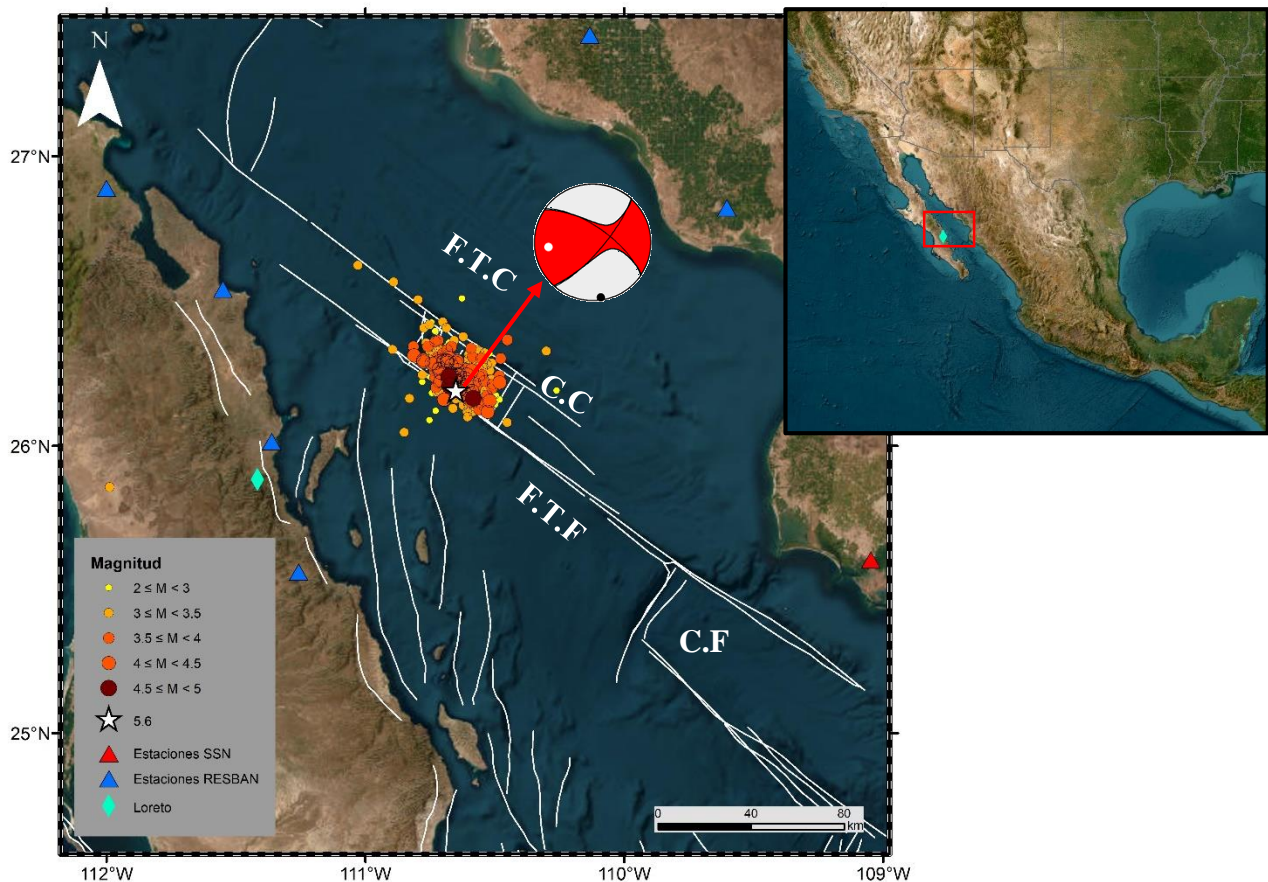 N
27°N
26°N
25°N
F.T.C
C.C
F.T.F
C.F
Magnitud
2 ≤ M < 3
3 ≤ M < 3.5
3.5 ≤ M < 4
4 ≤ M < 4.5
4.5 ≤ M < 5
5.6
Estaciones SSN
Estaciones RESBAN
Loreto
0 40 80
km
112°W 111°W 110°W 109°W